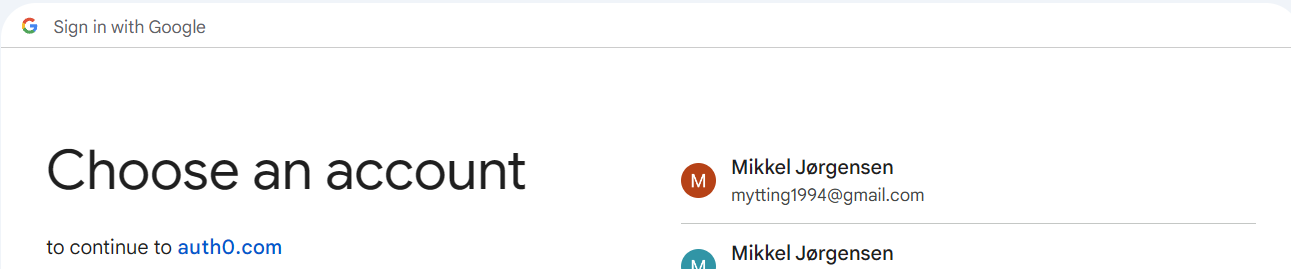 Sign in with Google
Choose an account
to continue to auth0.com
M
Mikkel Jørgensen
mytting1994@gmail.com
M
Mikkel Jørgensen